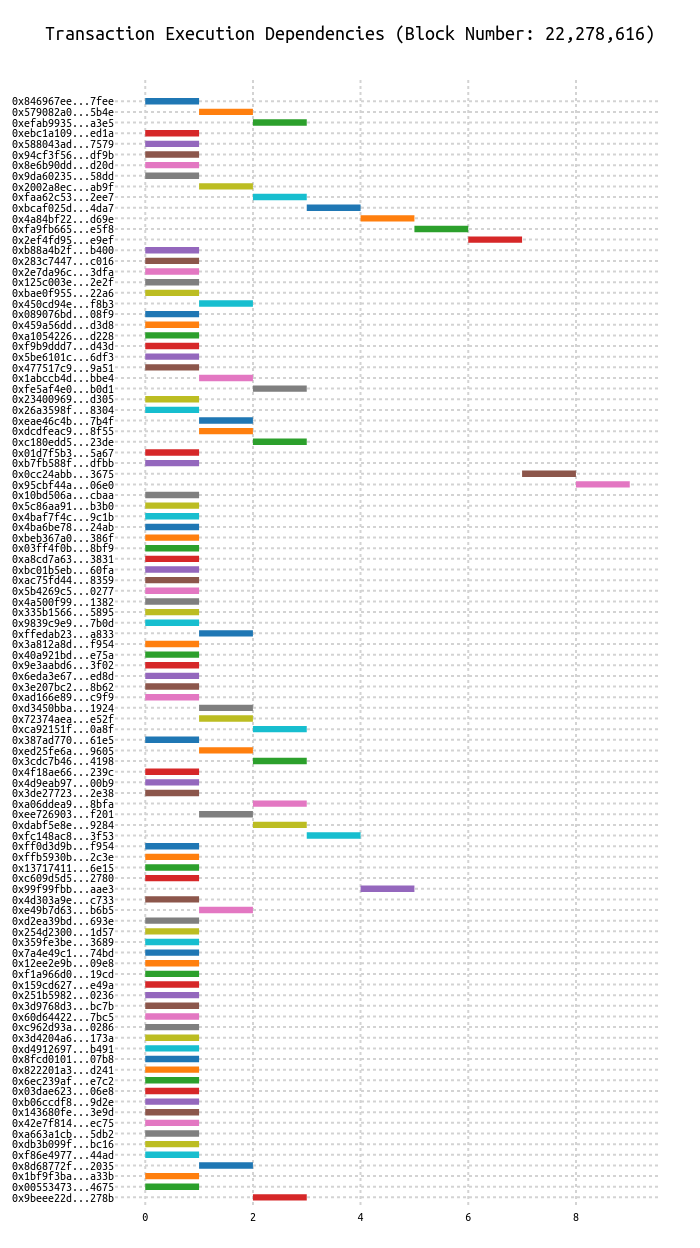 Transaction Execution Dependencies (Block Number: 22,278,616)
0x846967ee...7fee
0x579082a0...5b4e
0xefab9935...a3e5
0xebc1a109...ed1a
0x588043ad...7579
0x94cf3f56...df9b
0x8e6b90dd...d20d
0x9da60235...58dd
0x2002a8ec...ab9f
0xfaa62c53...2ee7
0xbcaf025d...4da7
0x4a84bf22...d69e
0xfa9fb665...e5f8
0x2ef4fd95...e9ef
0xb88a4b2f...b400
0x283c7447...c016
0x2e7da96c...3dfa
0x125c003e...2e2f
0xbae0f955...22a6
0x450cd94e...f8b3
0x089076bd...08f9
0x459a56dd...d3d8
0xa1054226...d228
0xf9b9ddd7...d43d
0x5be6101c...6df3
0x477517c9...9a51
0x1abccb4d...bbe4
0xfe5af4e0...b0d1
0x23400969...d305
0x26a3598f...8304
0xeae46c4b...7b4f
0xdcdfeac9...8f55
0xc180edd5...23de
0x01d7f5b3...5a67
0xb7fb588f...dfbb
0x0cc24abb...3675
0x95cbf44a...06e0
0x10bd506a...cbaa
0x5c86aa91...b3b0
0x4baf7f4c...9c1b
0x4ba6be78...24ab
0xbeb367a0...386f
0x03ff4f0b...8bf9
0xa8cd7a63...3831
0xbc01b5eb...60fa
0xac75fd44...8359
0x5b4269c5...0277
0x4a500f99...1382
0x335b1566...5895
0x9839c9e9...7b0d
0xffedab23...a833
0x3a812a8d...f954
0x40a921bd...e75a
0x9e3aabd6...3f02
0x6eda3e67...ed8d
0x3e207bc2...8b62
0xad166e89...c9f9
0xd3450bba...1924
0x72374aea...e52f
0xca92151f...0a8f
0x387ad770...61e5
0xed25fe6a...9605
0x3cdc7b46...4198
0x4f18ae66...239c
0x4d9eab97...00b9
0x3de27723...2e38
0xa06ddea9...8bfa
0xee726903...f201
0xdabf5e8e...9284
0xfc148ac8...3f53
0xff0d3d9b...f954
0xffb5930b...2c3e
0x13717411...6e15
0xc609d5d5...2780
0x99f99fbb...aae3
0x4d303a9e...c733
0xe49b7d63...b6b5
0xd2ea39bd...693e
0x254d2300...1d57
0x359fe3be...3689
0x7a4e49c1...74bd
0x12ee2e9b...09e8
0xf1a966d0...19cd
0x159cd627...e49a
0x251b5982...0236
0x3d9768d3...bc7b
0x60d64422...7bc5
0xc962d93a...0286
0x3d4204a6...173a
0xd4912697...b491
0x8fcd0101...07b8
0x822201a3...d241
0x6ec239af...e7c2
0x03dae623...06e8
0xb06ccdf8...9d2e
0x143680fe...3e9d
0x42e7f814...ec75
0xa663a1cb...5db2
0xdb3b099f...bc16
0xf86e4977...44ad
0x8d68772f...2035
0x1bf9f3ba...a33b
0x00553473...4675
0x9beee22d...278b
0 2 4 6 8